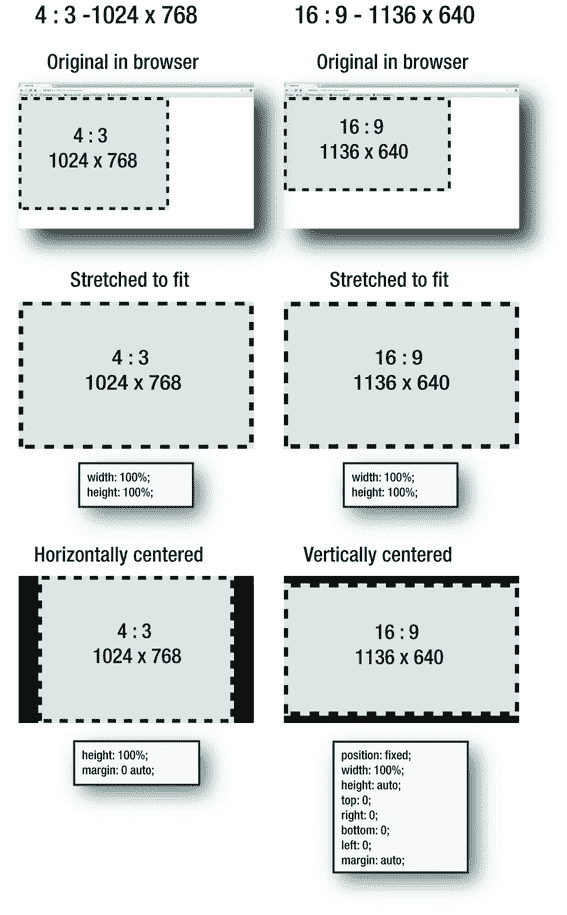 4 : 3 -1024 x 768
16 : 9 - 1136 x 640
Original in browser
Original in browser
4 : 3
1024 x 768
16 : 9
1136 x 640
Stretched to fit
Stretched to fit
4 : 3
1024 x 768
16 : 9
1136 x 640
width: 100%;
height: 100%;
width: 100%;
height: 100%;
Horizontally centered
Vertically centered
4 : 3
1024 x 768
16 : 9
1136 x 640
height: 100%;
margin: 0 auto;
position: fixed;
width: 100%;
height: auto;
top: 0;
right: 0;
bottom: 0;
left: 0;
margin: auto;